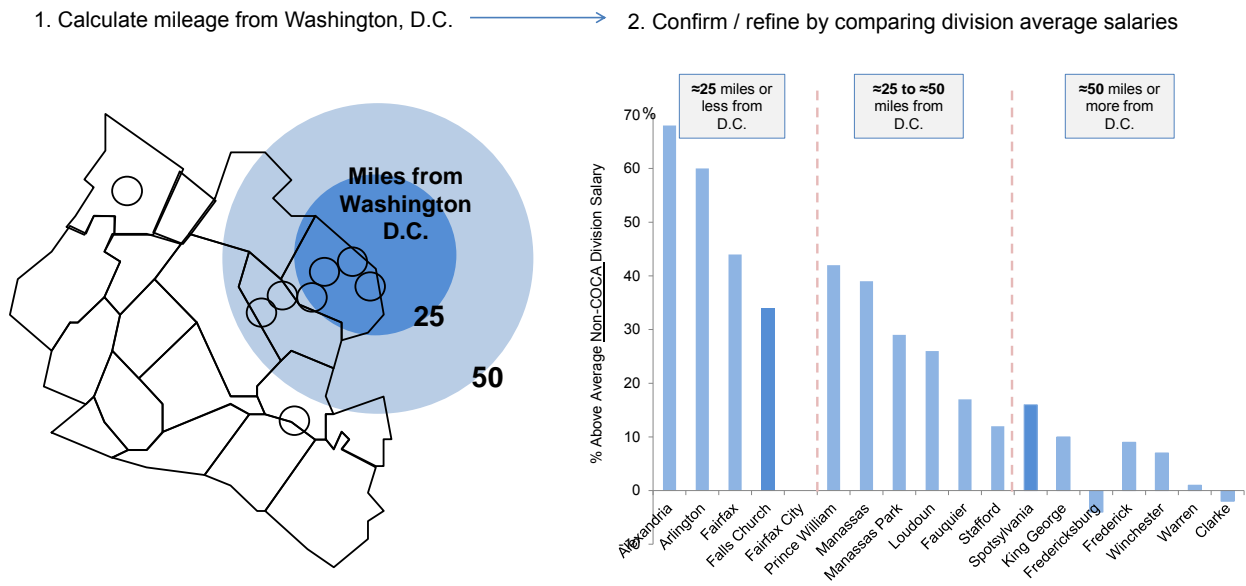 1. Calculate mileage from Washington, D.C.
2. Confirm / refine by comparing division average salaries
Miles from
Washington
D.C.
25
50
≈25 miles or
less from
D.C.
≈25 to ≈50
miles from
D.C.
≈50 miles or
more from
D.C.
% Above Average Non-COCA Division Salary
70%
60
50
40
30
20
10
0
Alexandria
Arlington
Fairfax
Falls Church
Fairfax City
Prince William
Manassas
Manassas Park
Loudoun
Fauquier
Stafford
Spotsylvania
King George
Fredericksburg
Frederick
Winchester
Warren
Clarke